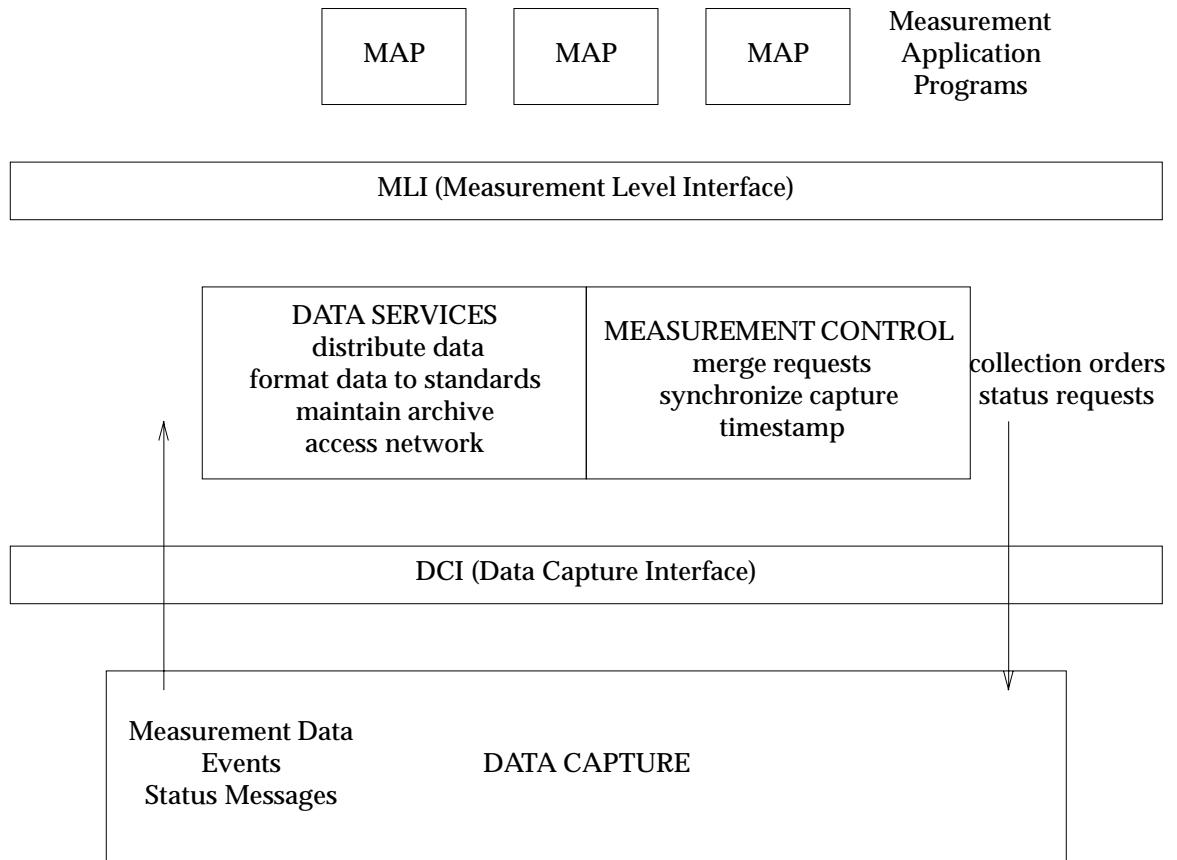 MAP
MAP
MAP
Measurement
Application
Programs
MLI (Measurement Level Interface)
DATA SERVICES
distribute data
format data to standards
maintain archive
access network
MEASUREMENT CONTROL
merge requests
synchronize capture
timestamp
collection orders
status requests
DCI (Data Capture Interface)
Measurement Data
Events
Status Messages
DATA CAPTURE